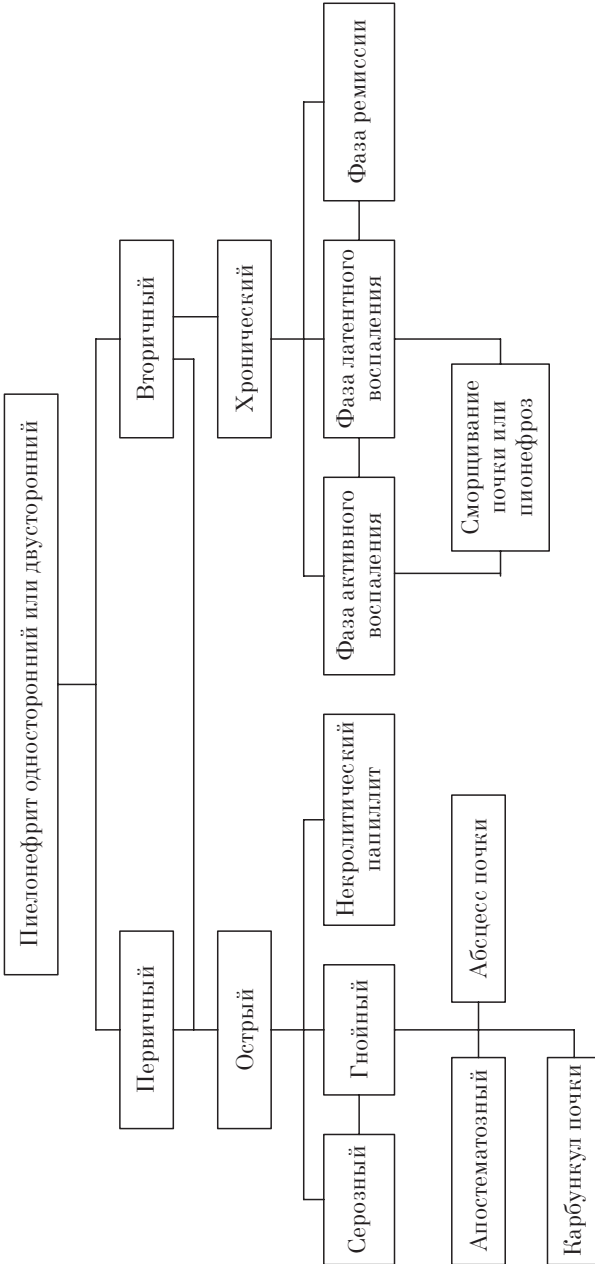 Пиелонефрит односторонний или двусторонний
Первичный
Вторичный
Острый
Хронический
Серозный
Гнойный
Некролитический
папиллит
Фаза активного
воспаления
Фаза латентного
воспаления
Фаза ремиссии
Апостематозный
Абсцесс почки
Сморщивание
почки или
пионефроз
Карбункул почки